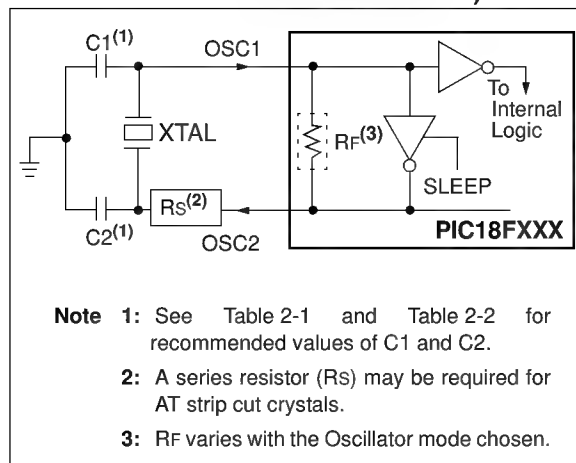 C1(1)
OSC1
To
Internal
Logic
XTAL
RF(3)
SLEEP
RS(2)
C2(1)
OSC2
PIC18FXXX
Note 1: See Table 2-1 and Table 2-2 for
recommended values of C1 and C2.
2: A series resistor (RS) may be required for
AT strip cut crystals.
3: RF varies with the Oscillator mode chosen.